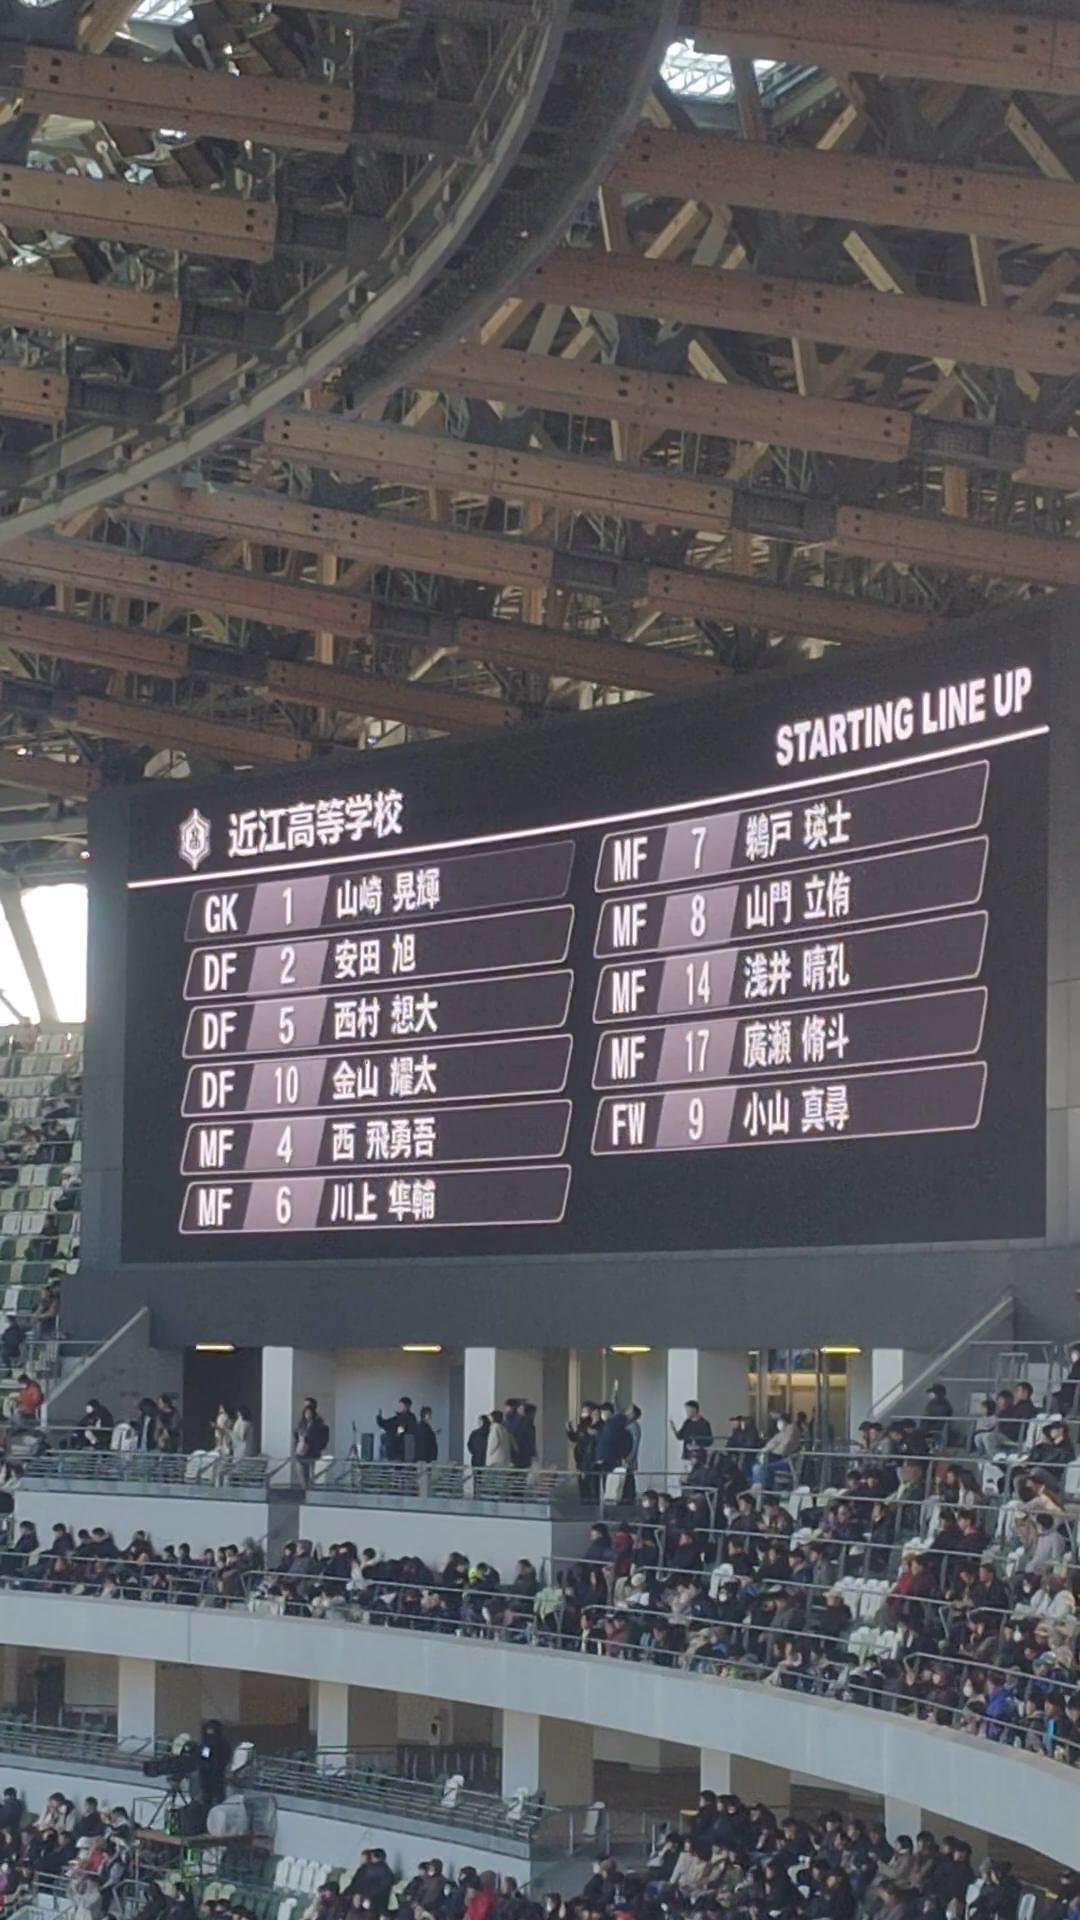 STARTING LINE UP
近江高等学校
GK 1 山崎 晃輝
DF 2 安田 旭
DF 5 西村 想大
DF 10 金山 耀太
MF 4 西 飛勇吾
MF 6 川上 隼輔
MF 7 鵜戸 瑛士
MF 8 山門 立侑
MF 14 浅井 晴孔
MF 17 廣瀬 脩斗
FW 9 小山 真尋